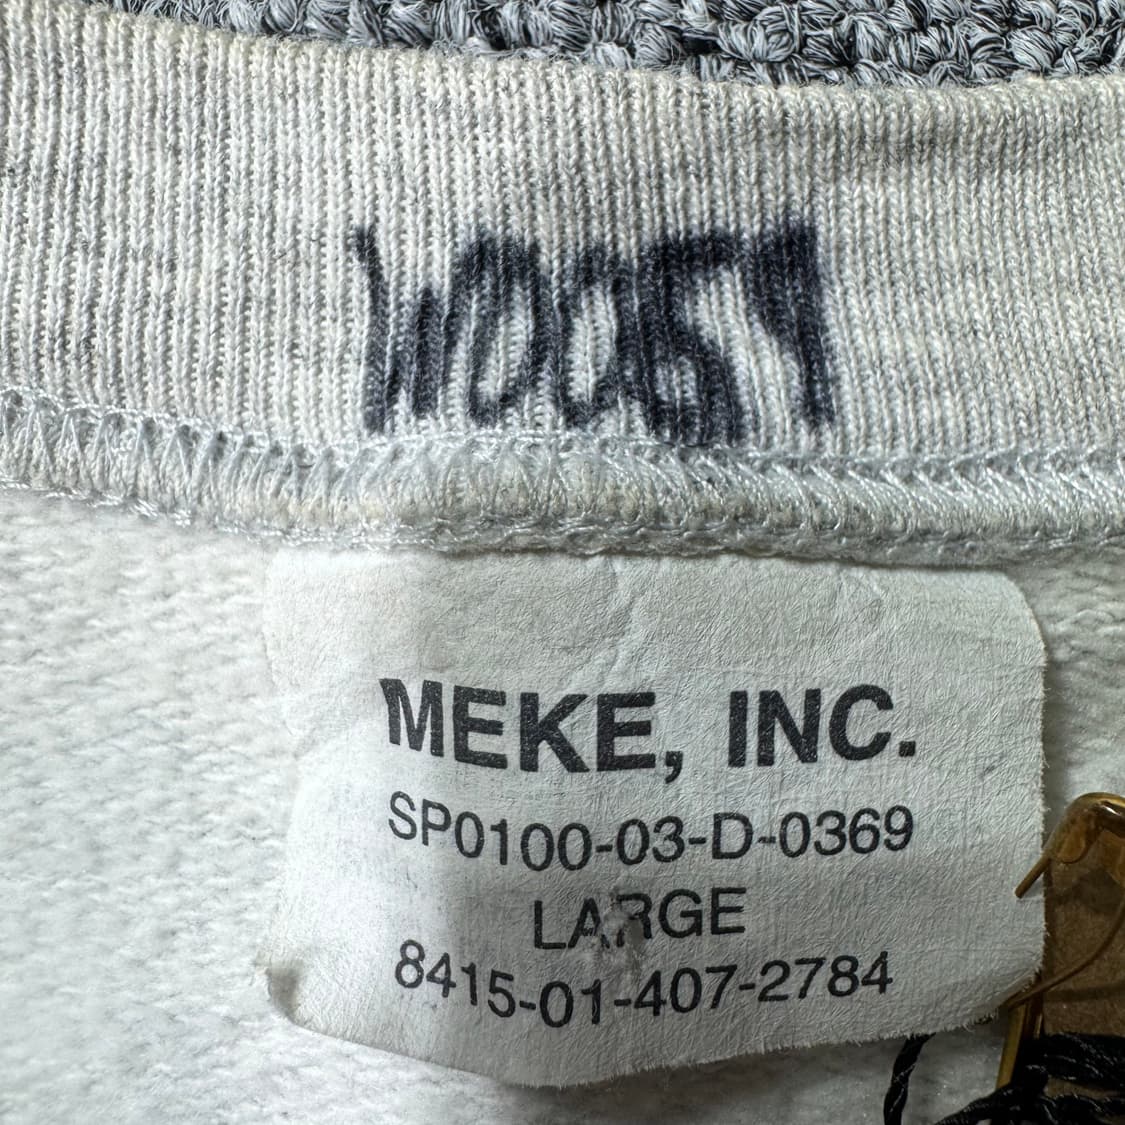 MEKE, INC.
SP0100-03-D-0369
LARGE
8415-01-407-2784